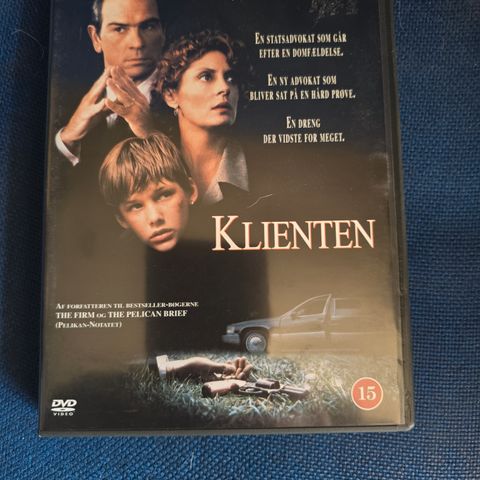 EN STATSADVOKAT SOM GÅR
EFTER EN DOMFÆLDELSE.
EN NY ADVOKAT SOM
BLIVER SAT PÅ EN HÅRD PRØVE.
EN DRENG
DER VIDSTE FOR MEGET.
KLIENTEN
AF FORFATTEREN TIL BESTSELLER-BØGERNE
THE FIRM OG THE PELICAN BRIEF
(PELIKAN-NOTATET)
DVD
VIDEO
15